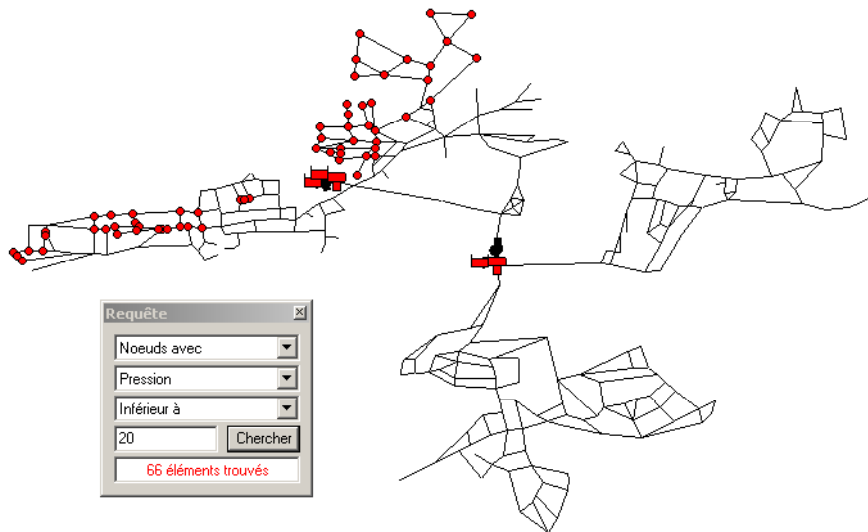 Requête
Noeuds avec
Pression
Inférieur à
20 Chercher
66 éléments trouvés